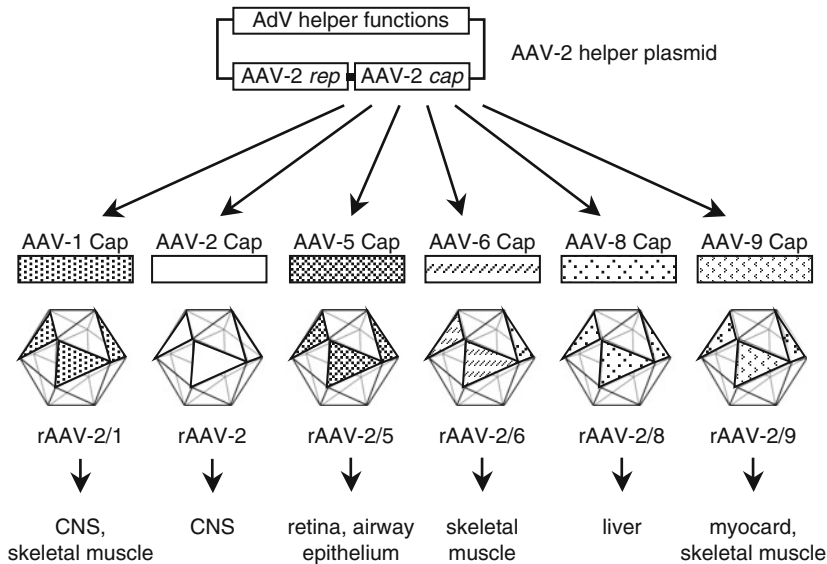 AdV helper functions
AAV-2 helper plasmid
AAV-2 rep
AAV-2 cap
AAV-1 Cap
AAV-2 Cap
AAV-5 Cap
AAV-6 Cap
AAV-8 Cap
AAV-9 Cap
rAAV-2/1
rAAV-2
rAAV-2/5
rAAV-2/6
rAAV-2/8
rAAV-2/9
CNS,
skeletal muscle
CNS
retina, airway
epithelium
skeletal
muscle
liver
myocard,
skeletal muscle